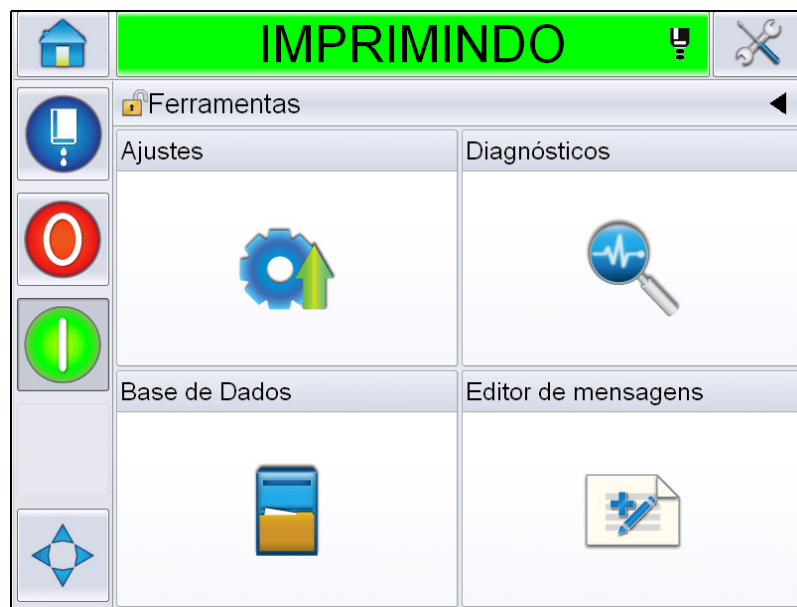 IMPRIMINDO
Ferramentas
Ajustes
Diagnósticos
Base de Dados
Editor de mensagens